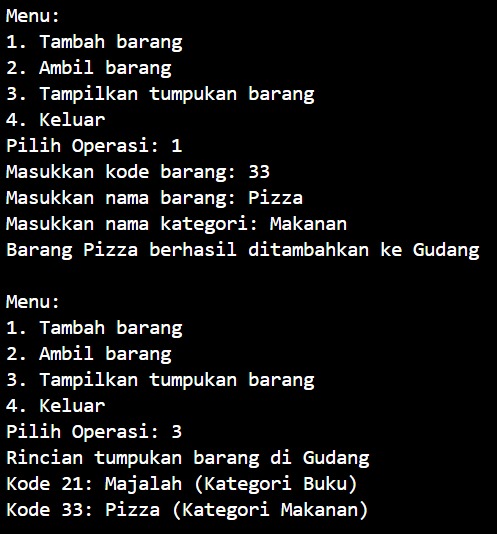 Menu:
1. Tambah barang
2. Ambil barang
3. Tampilkan tumpukan barang
4. Keluar
Pilih Operasi: 1
Masukkan kode barang: 33
Masukkan nama barang: Pizza
Masukkan nama kategori: Makanan
Barang Pizza berhasil ditambahkan ke Gudang

Menu:
1. Tambah barang
2. Ambil barang
3. Tampilkan tumpukan barang
4. Keluar
Pilih Operasi: 3
Rincian tumpukan barang di Gudang
Kode 21: Majalah (Kategori Buku)
Kode 33: Pizza (Kategori Makanan)